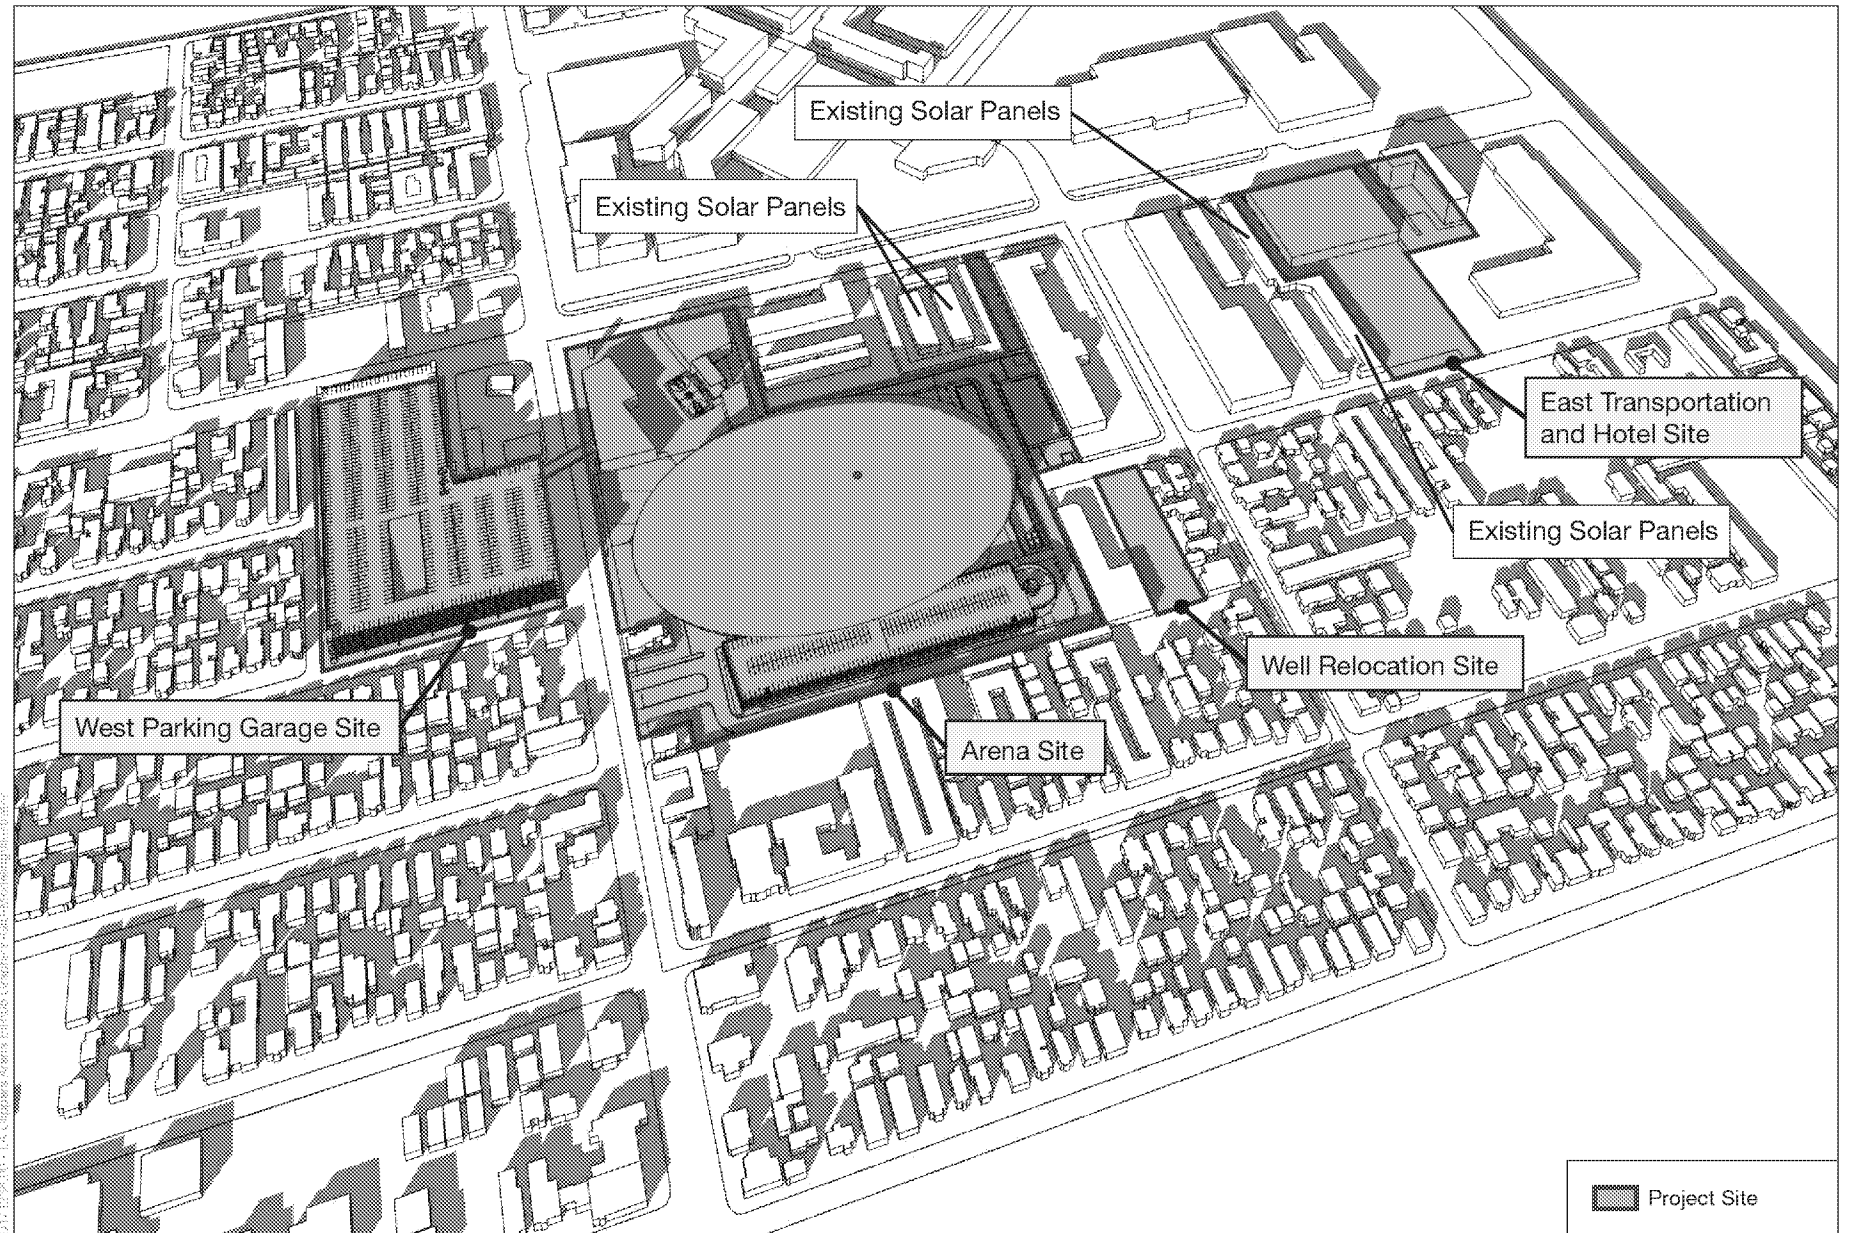 Existing Solar Panels
Existing Solar Panels
East Transportation
and Hotel Site
Existing Solar Panels
Well Relocation Site
West Parking Garage Site
Arena Site
Project Site